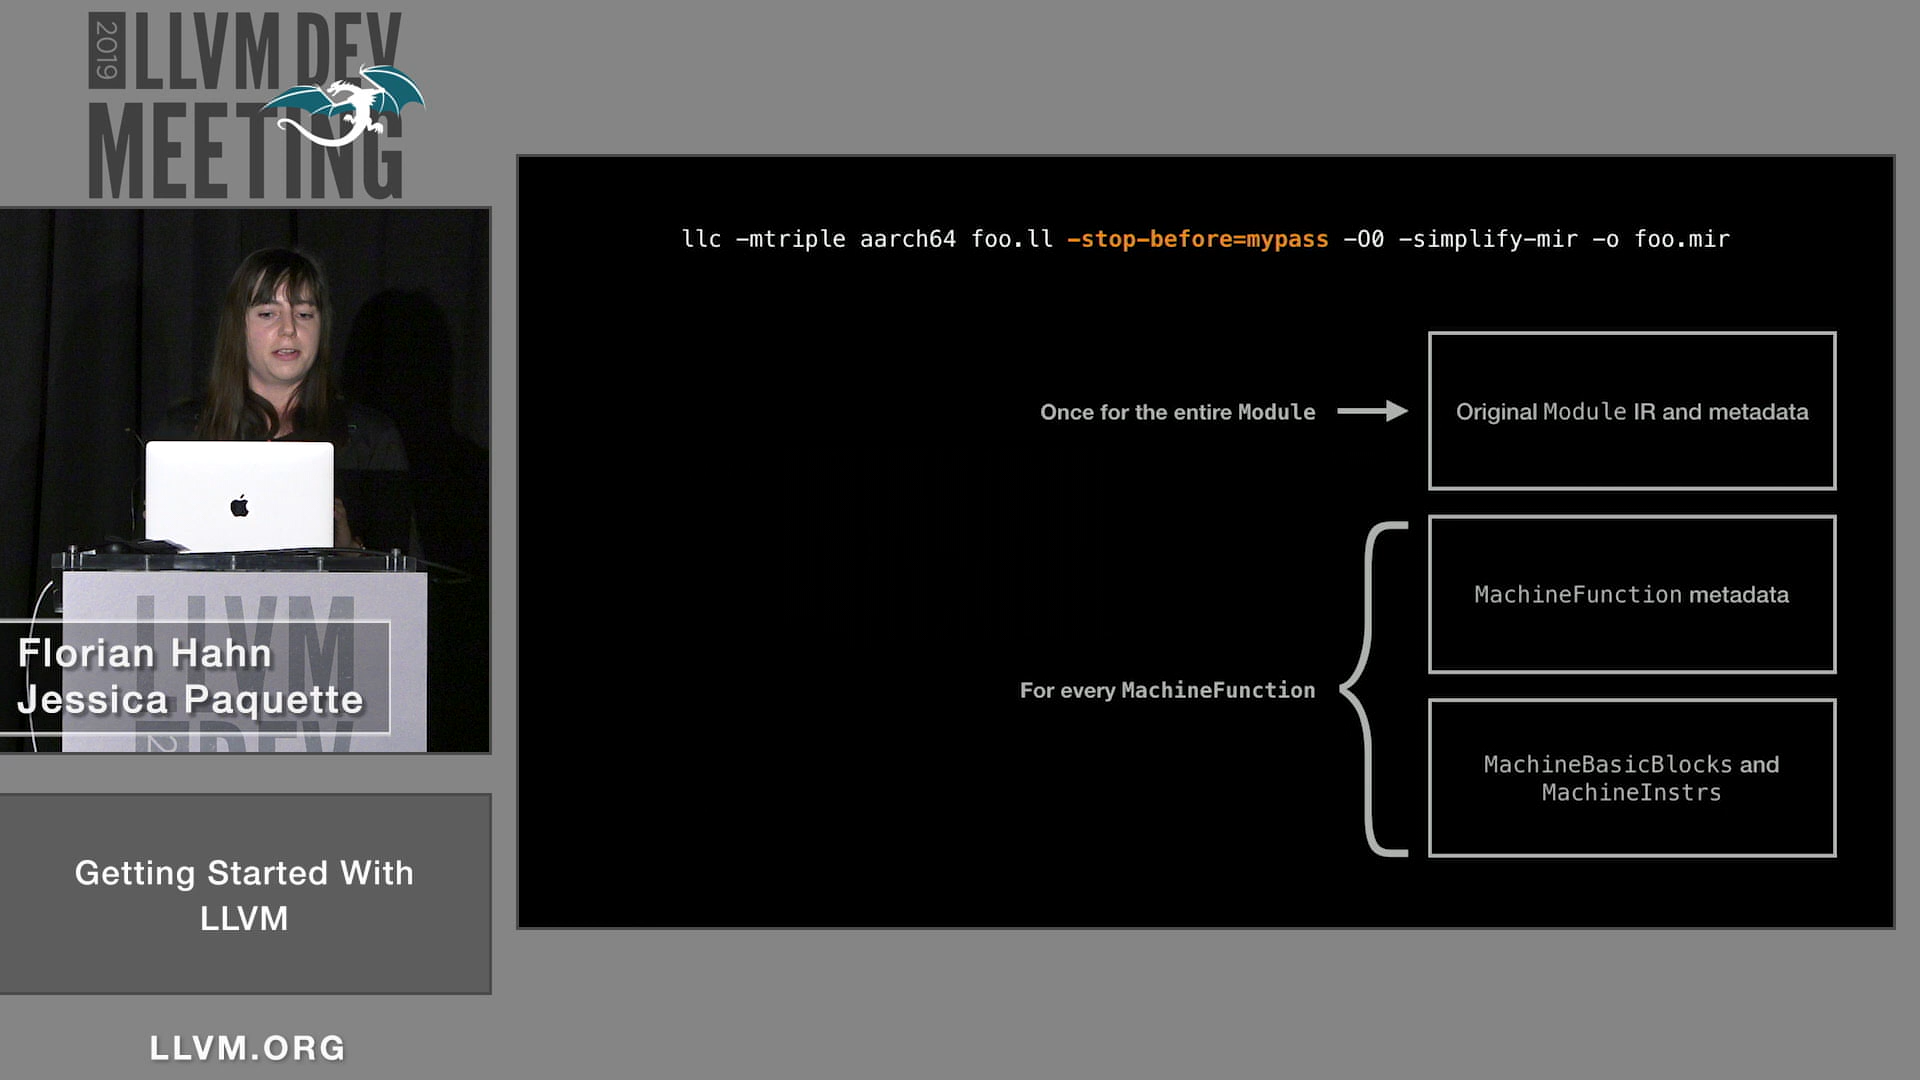 2019
LLVM DEV
MEETING
llc -mtriple aarch64 foo.ll -stop-before=mypass -O0 -simplify-mir -o foo.mir
Once for the entire Module
Original Module IR and metadata
MachineFunction metadata
For every MachineFunction
MachineBasicBlocks and
MachineInstrs
LLVM
Florian Hahn
Jessica Paquette
Getting Started With
LLVM
LLVM.ORG